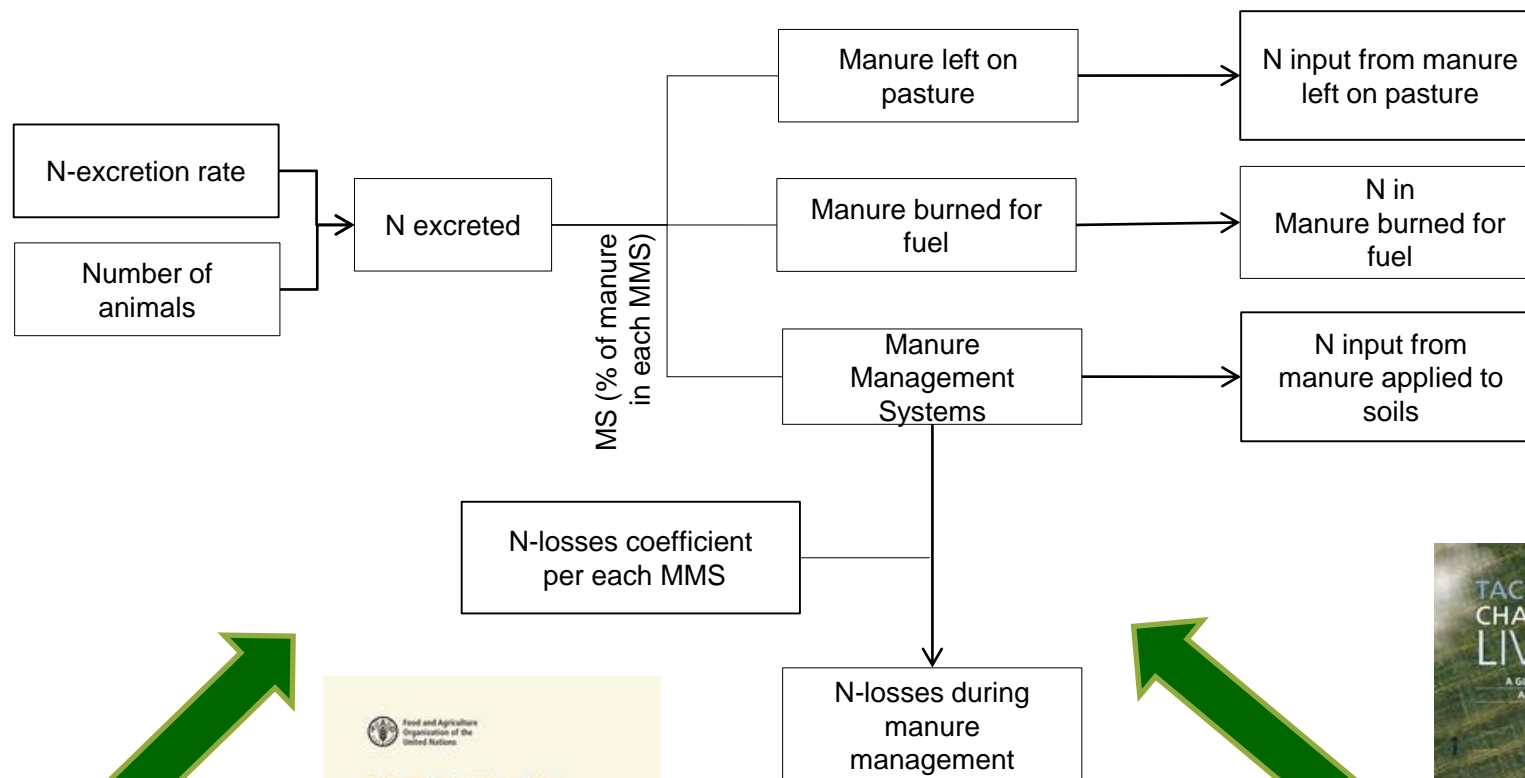 Manure left on
pasture
N input from manure
left on pasture
N-excretion rate
Number of
animals
N excreted
MS (% of manure
in each MMS)
Manure burned for
fuel
N in
Manure burned for
fuel
Manure
Management
Systems
N input from
manure applied to
soils
N-losses coefficient
per each MMS
N-losses during
manure
management
Food and Agriculture
Organization of the
United Nations
TAC
CHA
LIV